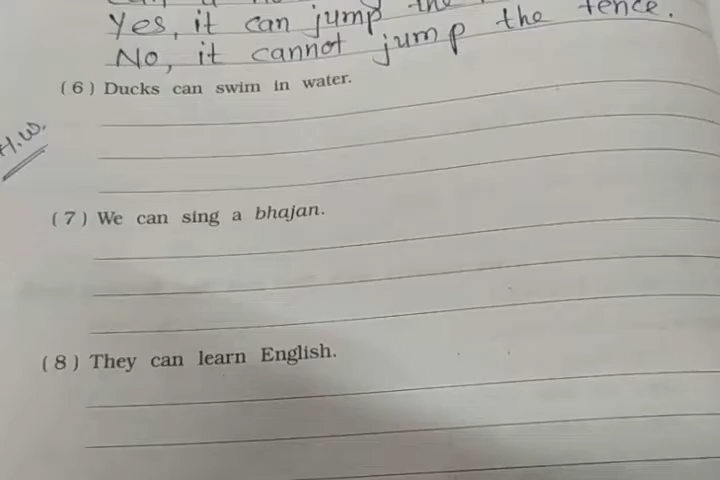 Yes, it can jump the
No, it cannot jump the fence.
(6) Ducks can swim in water.
H.W.
(7) We can sing a bhajan.
(8) They can learn English.